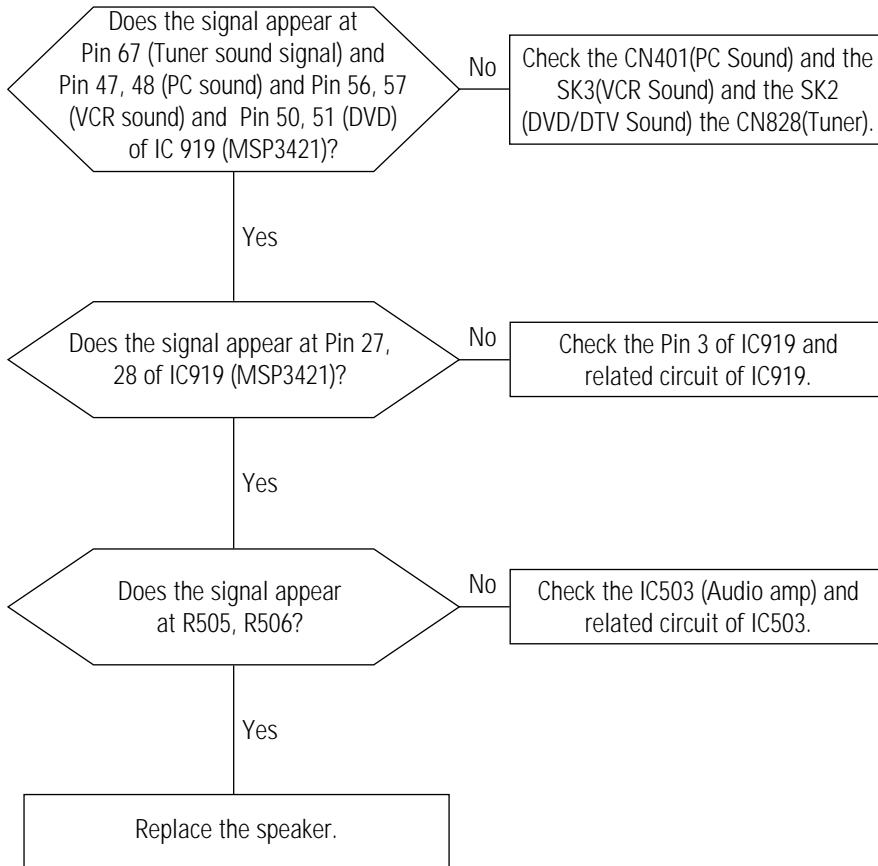 Does the signal appear at
Pin 67 (Tuner sound signal) and
Pin 47, 48 (PC sound) and Pin 56, 57
(VCR sound) and Pin 50, 51 (DVD)
of IC 919 (MSP3421)?
No
Check the CN401(PC Sound) and the
SK3(VCR Sound) and the SK2
(DVD/DTV Sound) the CN828(Tuner).
Yes
Does the signal appear at Pin 27,
28 of IC919 (MSP3421)?
No
Check the Pin 3 of IC919 and
related circuit of IC919.
Yes
Does the signal appear
at R505, R506?
No
Check the IC503 (Audio amp) and
related circuit of IC503.
Yes
Replace the speaker.